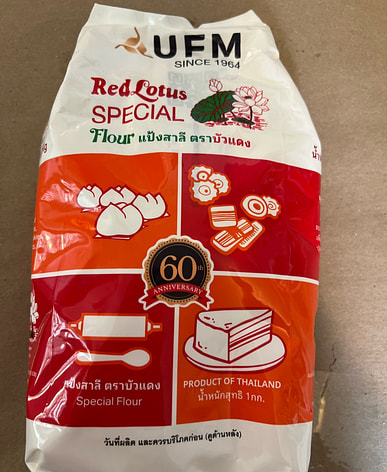 UFM
SINCE 1964
Red Lotus
SPECIAL
Flour แป้งสาลี ตราบัวแดง
60th
ANNIVERSARY
แป้งสาลี ตราบัวแดง
Special Flour
PRODUCT OF THAILAND
น้ำหนักสุทธิ 1กก.
วันที่ผลิต และควรบริโภคก่อน (ดูด้านหลัง)